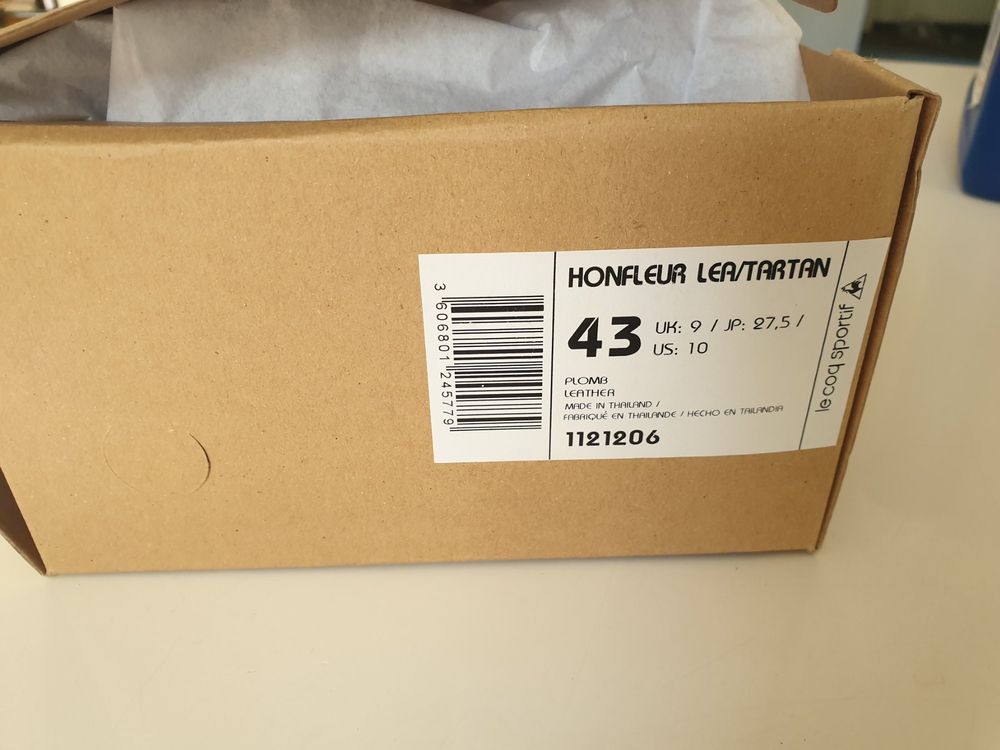 3 606801 245779
HONFLEUR LEA/TARTAN
43
UK: 9 / JP: 27,5 /
US: 10
PLOMB
LEATHER
MADE IN THAILAND /
FABRIQUÉ EN THAILANDE / HECHO EN TAILANDIA
1121206
le coq sportif